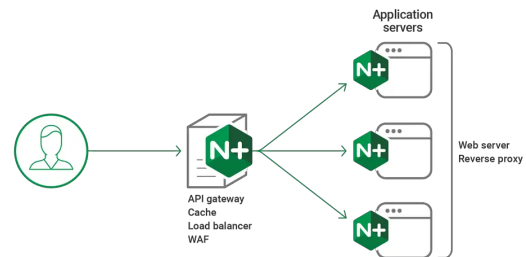 Application
servers
N+
N+
N+
N+
API gateway
Cache
Load balancer
WAF
Web server
Reverse proxy